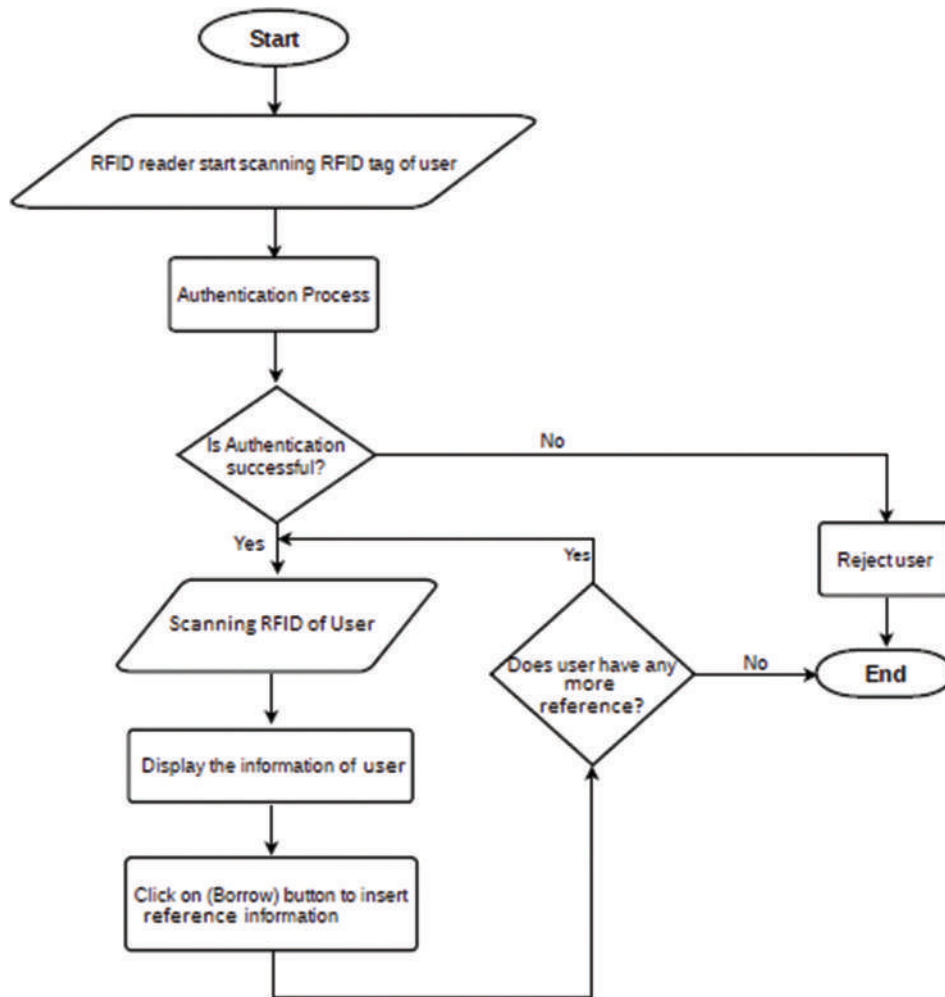 Start
RFID reader start scanning RFID tag of user
Authentication Process
Is Authentication
successful?
No
Yes
Reject user
Scanning RFID of User
Yes
Does user have any
more
reference?
No
End
Display the information of user
Click on (Borrow) button to insert
reference information